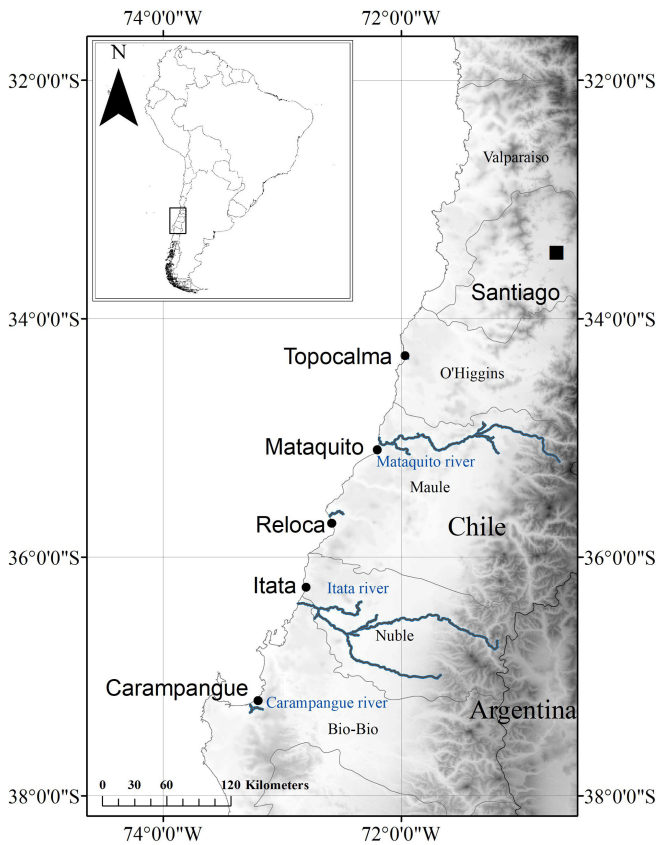 74°0'0"W 72°0'0"W
N
32°0'0"S 32°0'0"S
Valparaiso
Santiago
34°0'0"S 34°0'0"S
Topocalma
O'Higgins
Mataquito
Mataquito river
Maule
Reloca
Chile
36°0'0"S 36°0'0"S
Itata
Itata river
Nuble
Carampangue
Carampangue river
Argentina
Bio-Bio
0 30 60 120 Kilometers
38°0'0"S 38°0'0"S
74°0'0"W 72°0'0"W